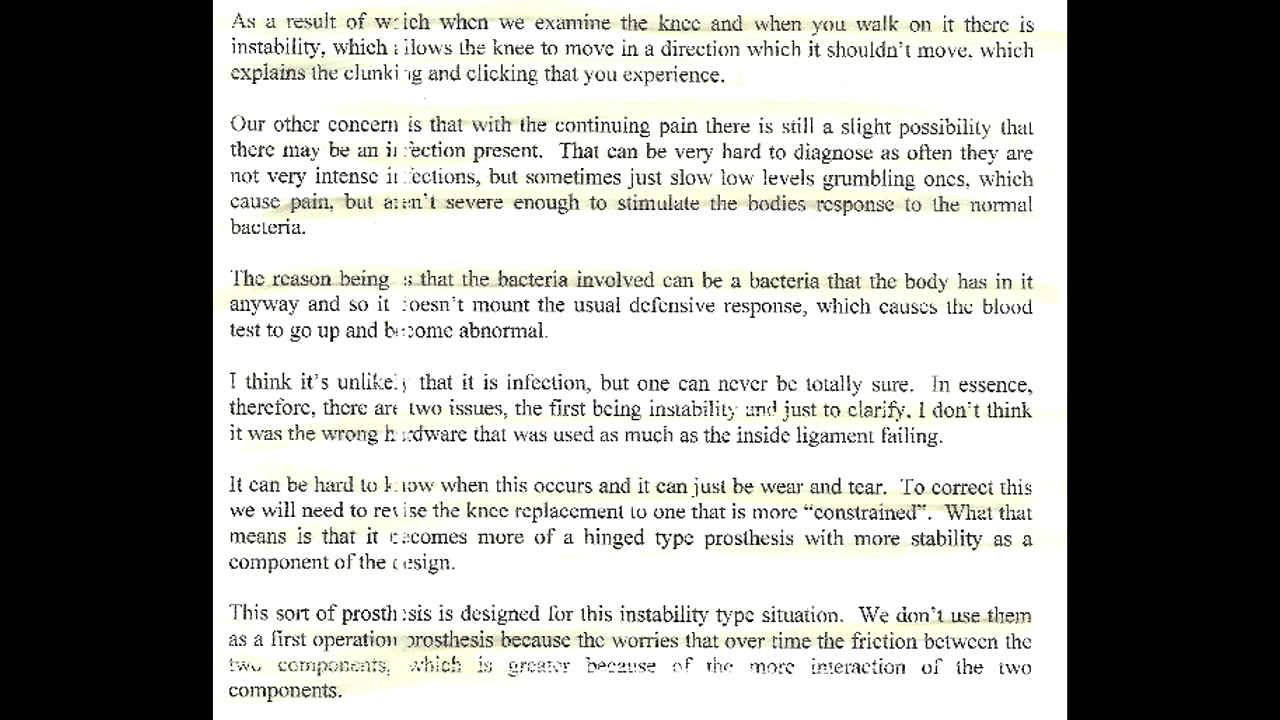 As a result of which when we examine the knee and when you walk on it there is
instability, which allows the knee to move in a direction which it shouldn't move, which
explains the clunking and clicking that you experience.
Our other concern is that with the continuing pain there is still a slight possibility that
there may be an infection present. That can be very hard to diagnose as often they are
not very intense infections, but sometimes just slow low levels grumbling ones, which
cause pain, but aren't severe enough to stimulate the bodies response to the normal
bacteria.
The reason being is that the bacteria involved can be a bacteria that the body has in it
anyway and so it doesn't mount the usual defensive response, which causes the blood
test to go up and become abnormal.
I think it's unlikely that it is infection, but one can never be totally sure. In essence,
therefore, there are two issues, the first being instability and just to clarify, I don't think
it was the wrong hardware that was used as much as the inside ligament failing.
It can be hard to know when this occurs and it can just be wear and tear. To correct this
we will need to revise the knee replacement to one that is more “constrained”. What that
means is that it becomes more of a hinged type prosthesis with more stability as a
component of the design.
This sort of prosthesis is designed for this instability type situation. We don't use them
as a first operation prosthesis because the worries that over time the friction between the
two components, which is greater because of the more interaction of the two
components.